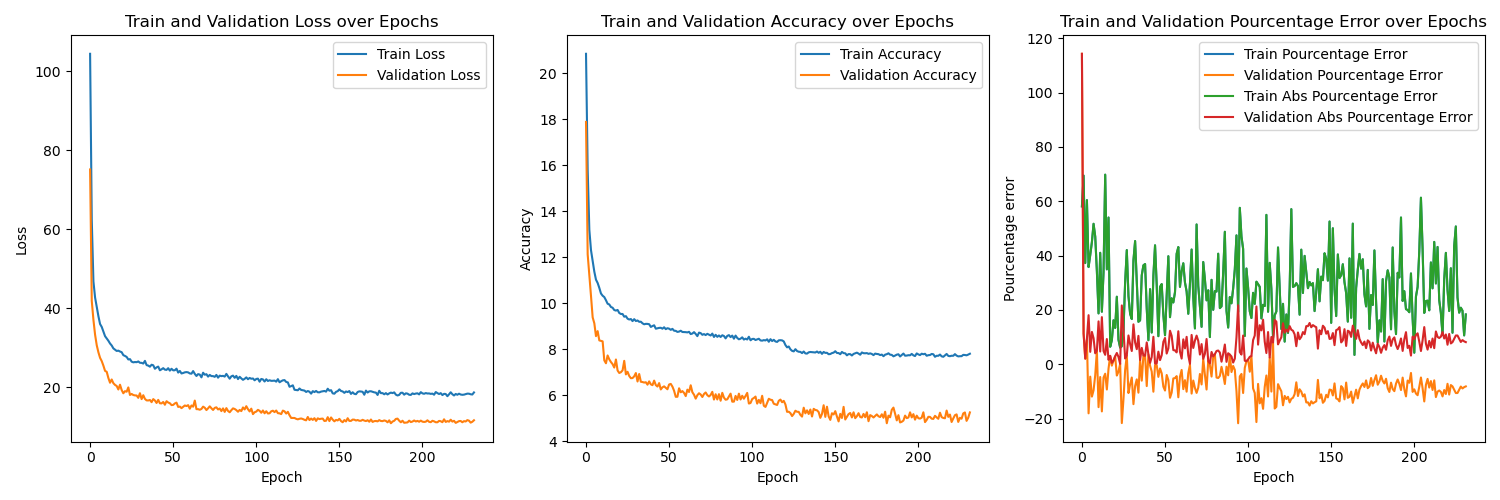 Train and Validation Loss over Epochs
Loss
100
80
60
40
20
0
50
100
150
200
Epoch
Train Loss
Validation Loss
Train and Validation Accuracy over Epochs
Accuracy
20
18
16
14
12
10
8
6
4
0
50
100
150
200
Epoch
Train Accuracy
Validation Accuracy
Train and Validation Pourcentage Error over Epochs
Pourcentage error
120
100
80
60
40
20
0
−20
0
50
100
150
200
Epoch
Train Pourcentage Error
Validation Pourcentage Error
Train Abs Pourcentage Error
Validation Abs Pourcentage Error